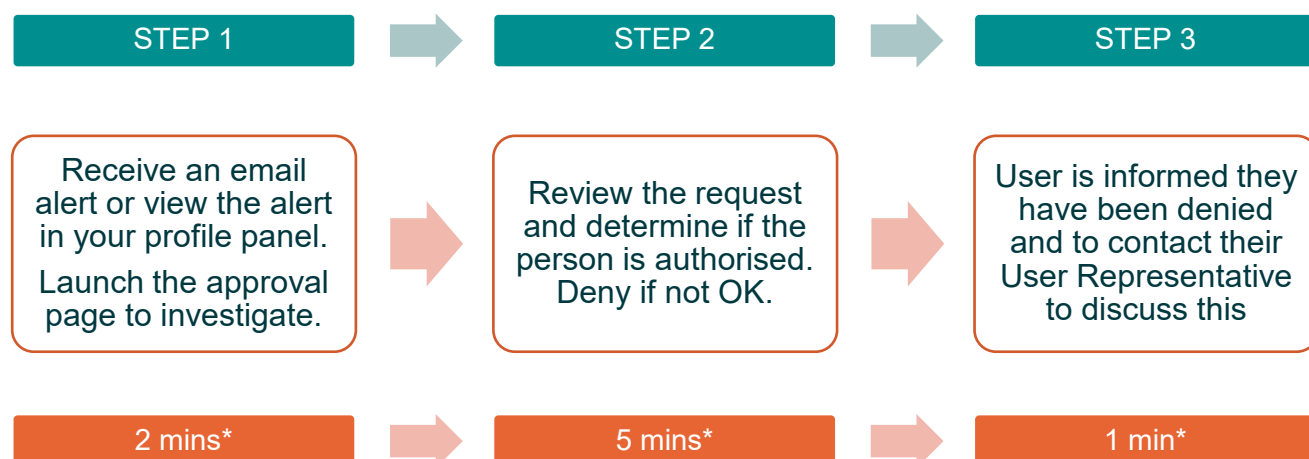 STEP 1
STEP 2
STEP 3
Receive an email
alert or view the alert
in your profile panel.
Launch the approval
page to investigate.
Review the request
and determine if the
person is authorised.
Deny if not OK.
User is informed they
have been denied
and to contact their
User Representative
to discuss this
2 mins*
5 mins*
1 min*